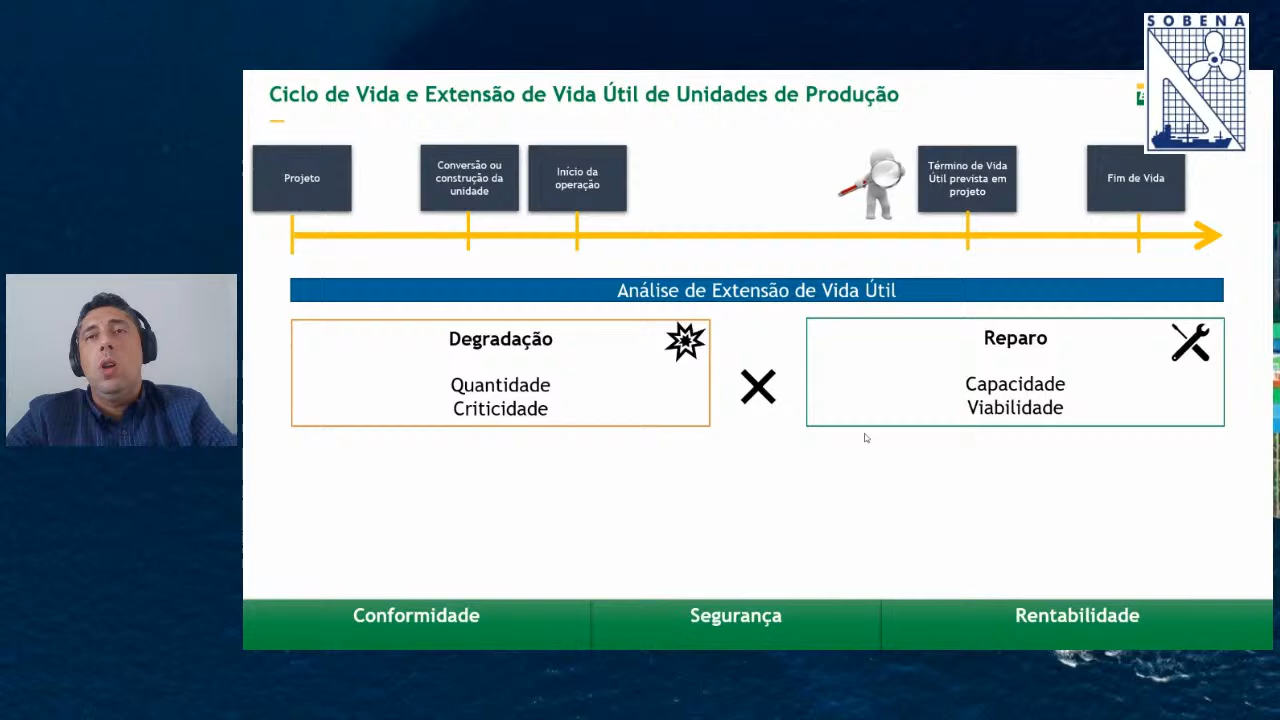 SOBENA
Ciclo de Vida e Extensão de Vida Útil de Unidades de Produção
Projeto
Conversão ou
construção da
unidade
Início da
operação
Término de Vida
Útil prevista em
projeto
Fim de Vida
Análise de Extensão de Vida Útil
Degradação
Quantidade
Criticidade
Reparo
Capacidade
Viabilidade
Conformidade
Segurança
Rentabilidade